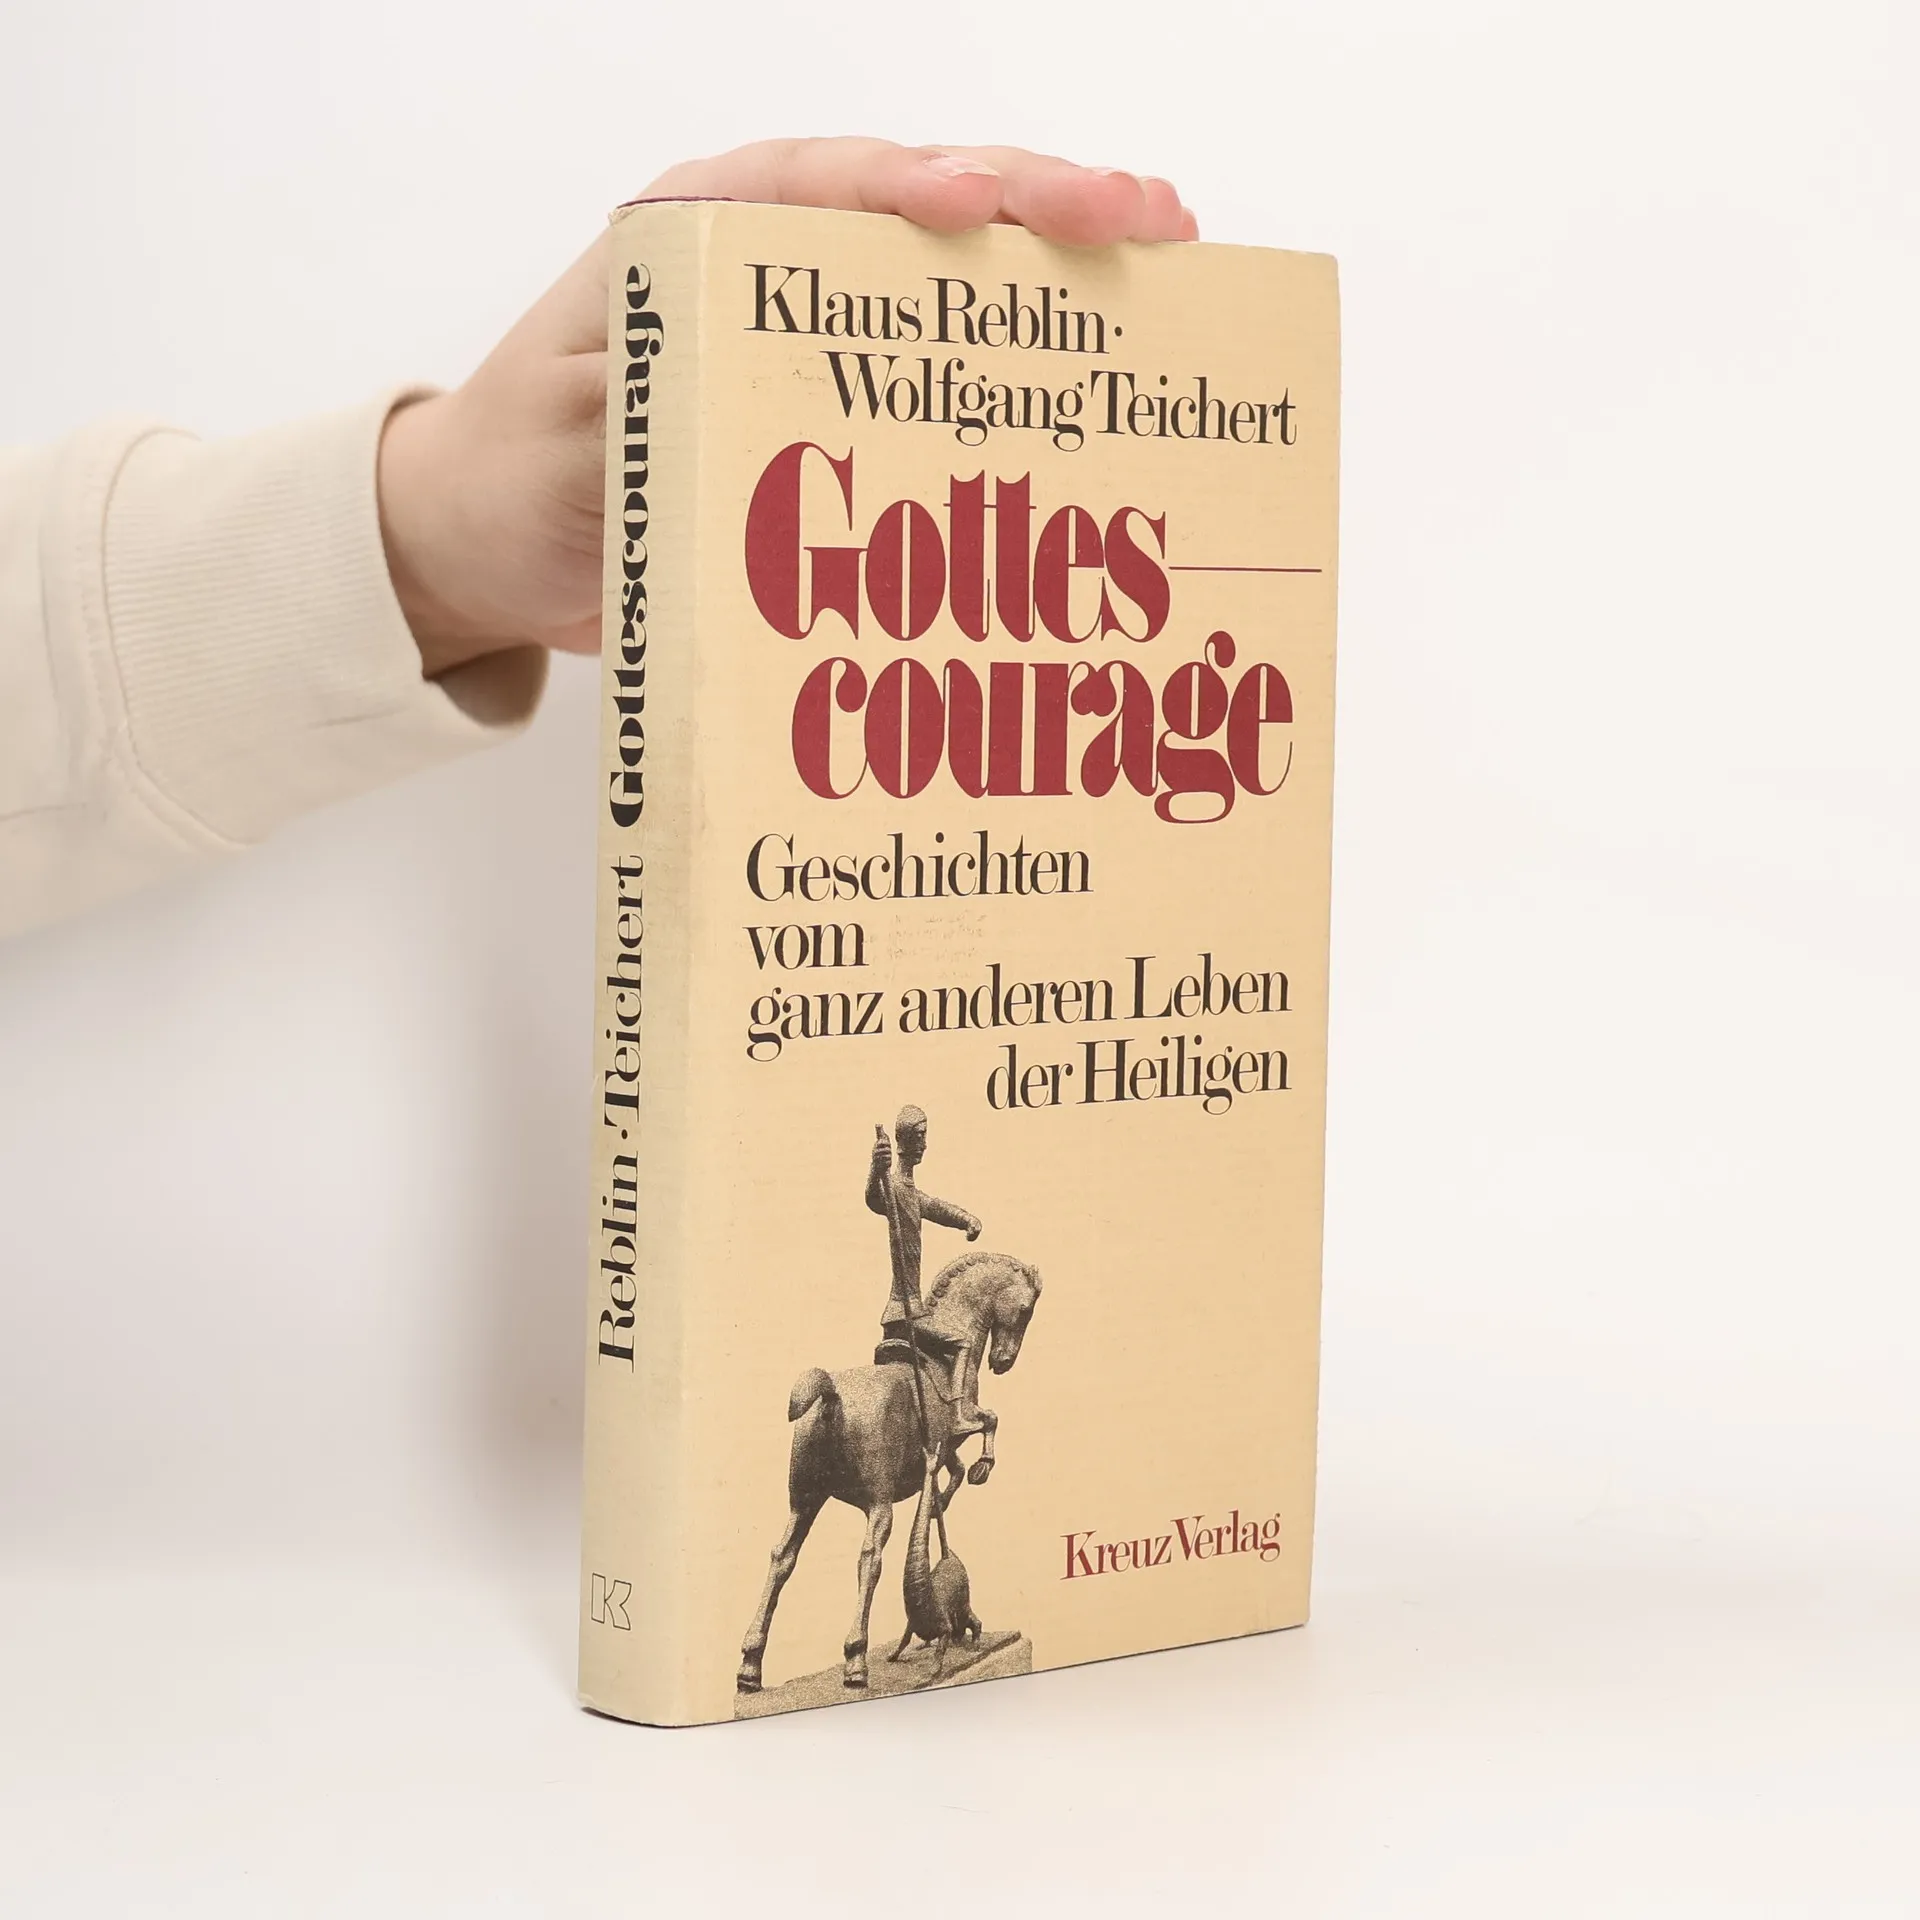 Klaus Reblin·
Wolfgang Teichert
Gottes-
courage
Geschichten
vom
ganz anderen Leben
der Heiligen
Kreuz Verlag
Reblin·Teichert Gottescourage
K